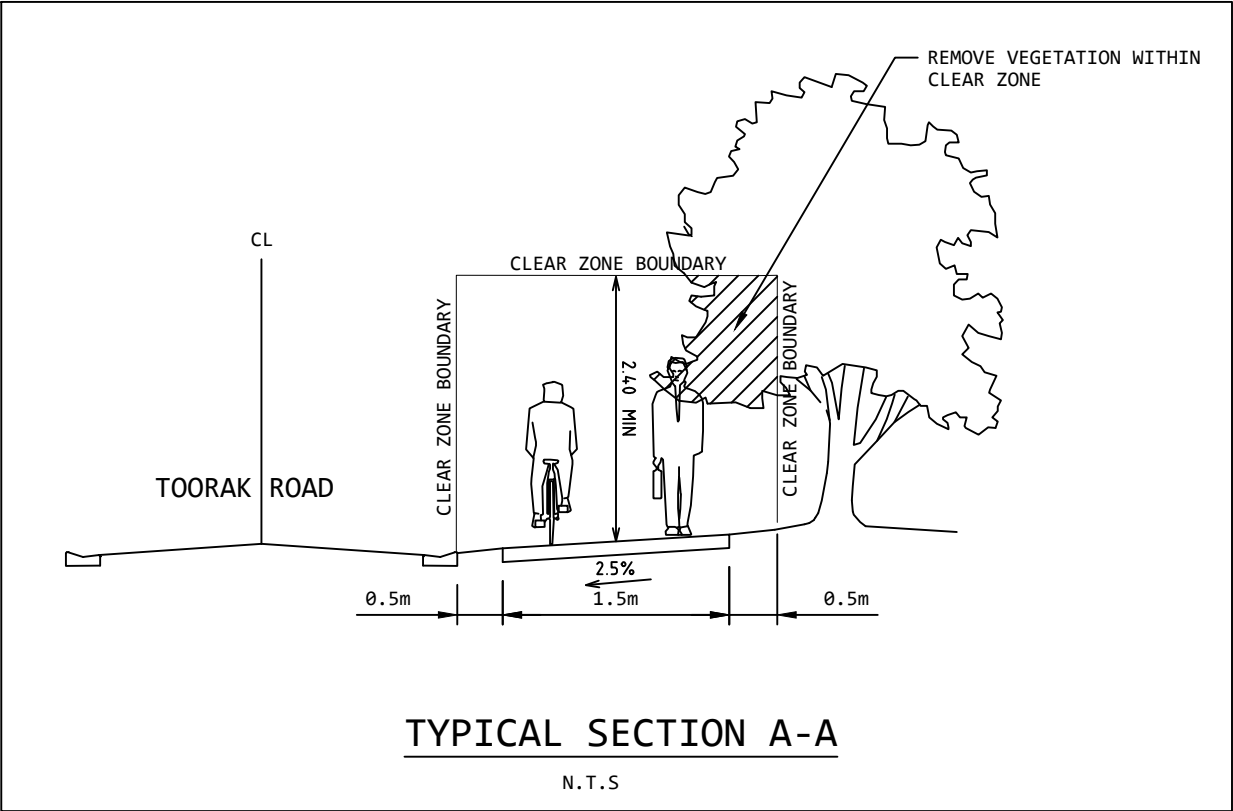 REMOVE VEGETATION WITHIN
CLEAR ZONE
CL
CLEAR ZONE BOUNDARY
CLEAR ZONE BOUNDARY
2.40 MIN
CLEAR ZONE BOUNDARY
TOORAK ROAD
2.5%
0.5m
1.5m
0.5m
TYPICAL SECTION A-A
N.T.S